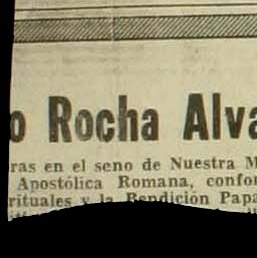 o Rocha Alva
ras en el seno de Nuestra M
Apostólica Romana, confor
rituales y la Bendición Papa